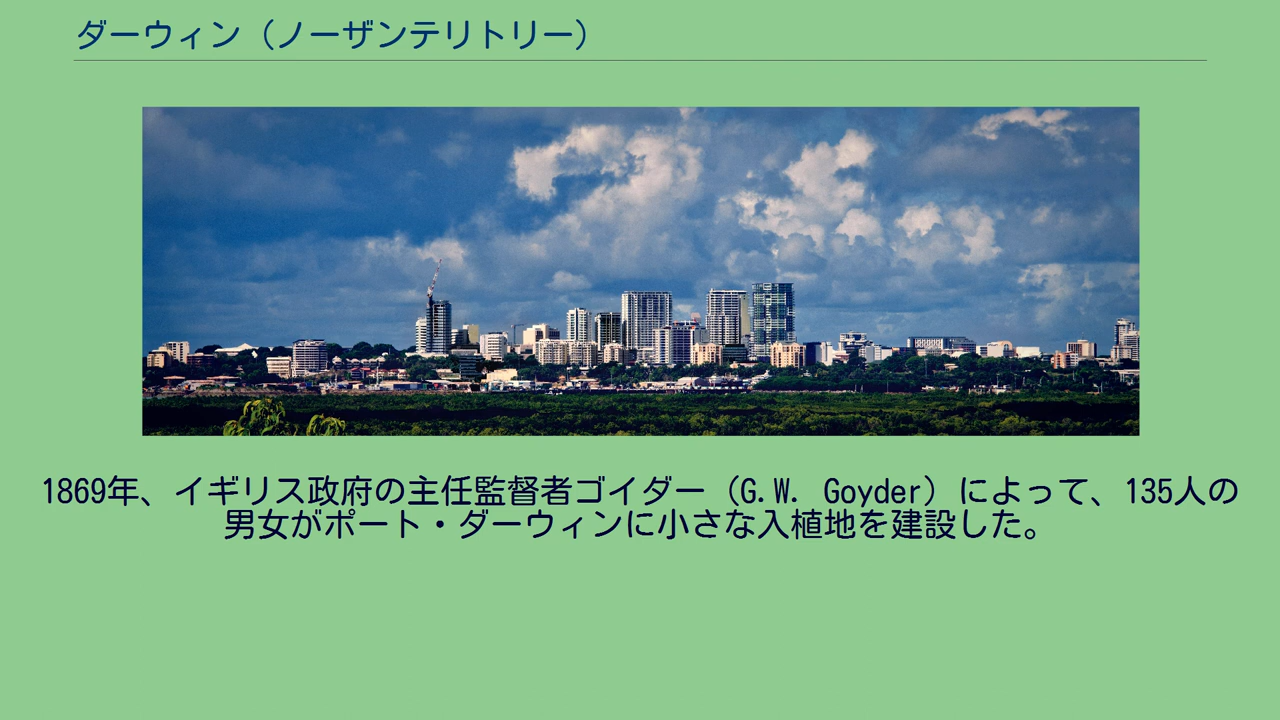 ダーウィン（ノーザンテリトリー）
1869年、イギリス政府の主任監督者ゴイダー（G.W. Goyder）によって、135人の
男女がポート・ダーウィンに小さな入植地を建設した。